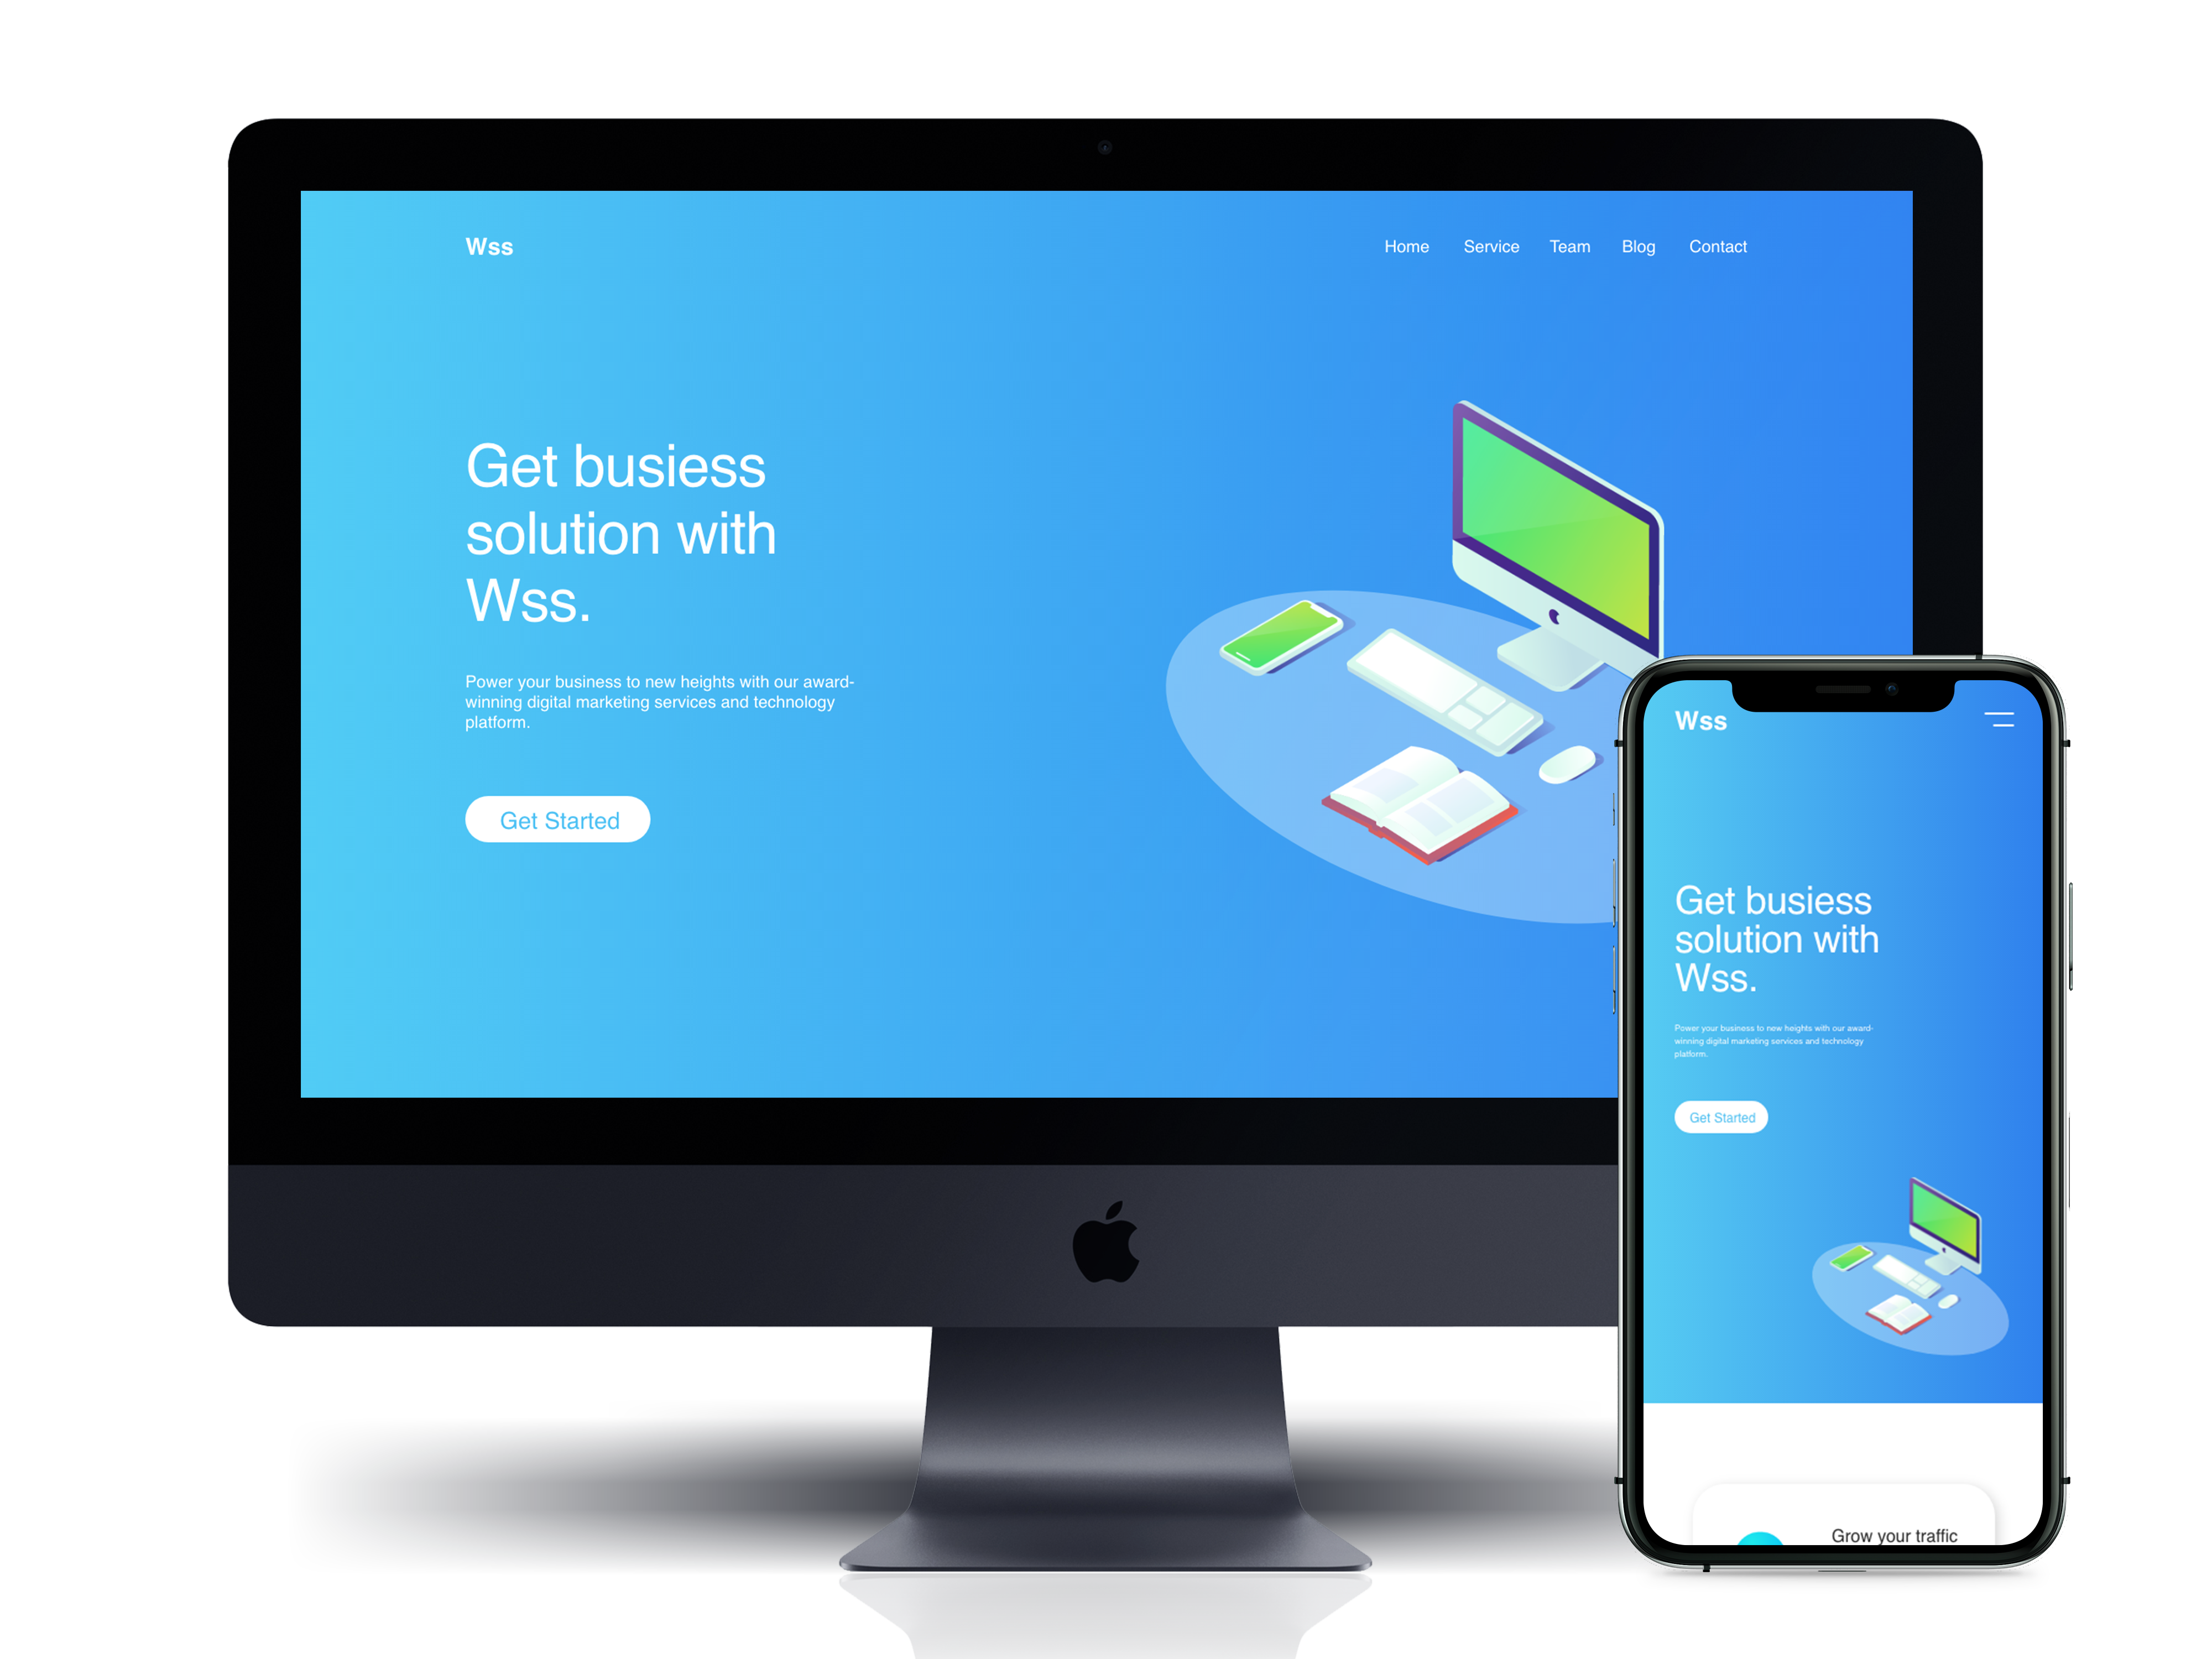 Wss
Home Service Team Blog Contact
Get busiess
solution with
Wss.
Power your business to new heights with our award-
winning digital marketing services and technology
platform.
Get Started
Wss
Get busiess
solution with
Wss.
Power your business to new heights with our award-
winning digital marketing services and technology
platform.
Get Started
Grow your traffic